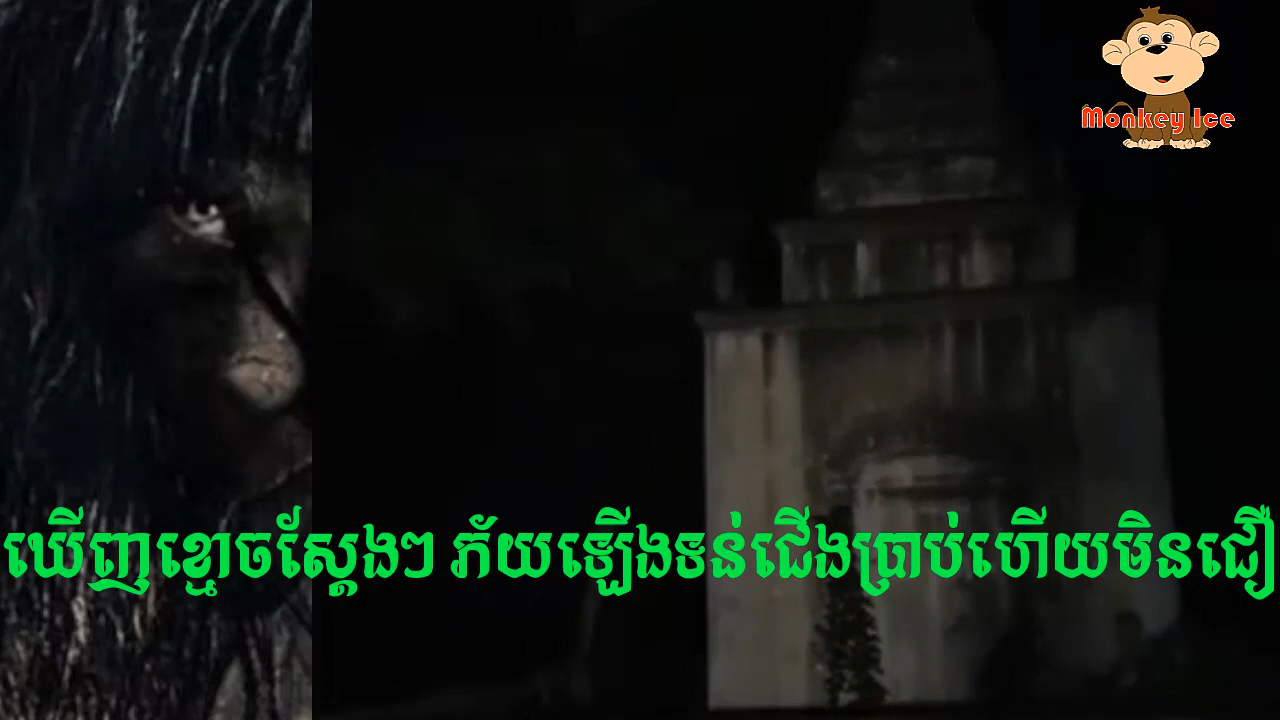 Monkey Ice
ឃើញខ្មោចស្ដែងៗ ភ័យឡើងទន់ជើងប្រាប់ហើយមិនជឿ